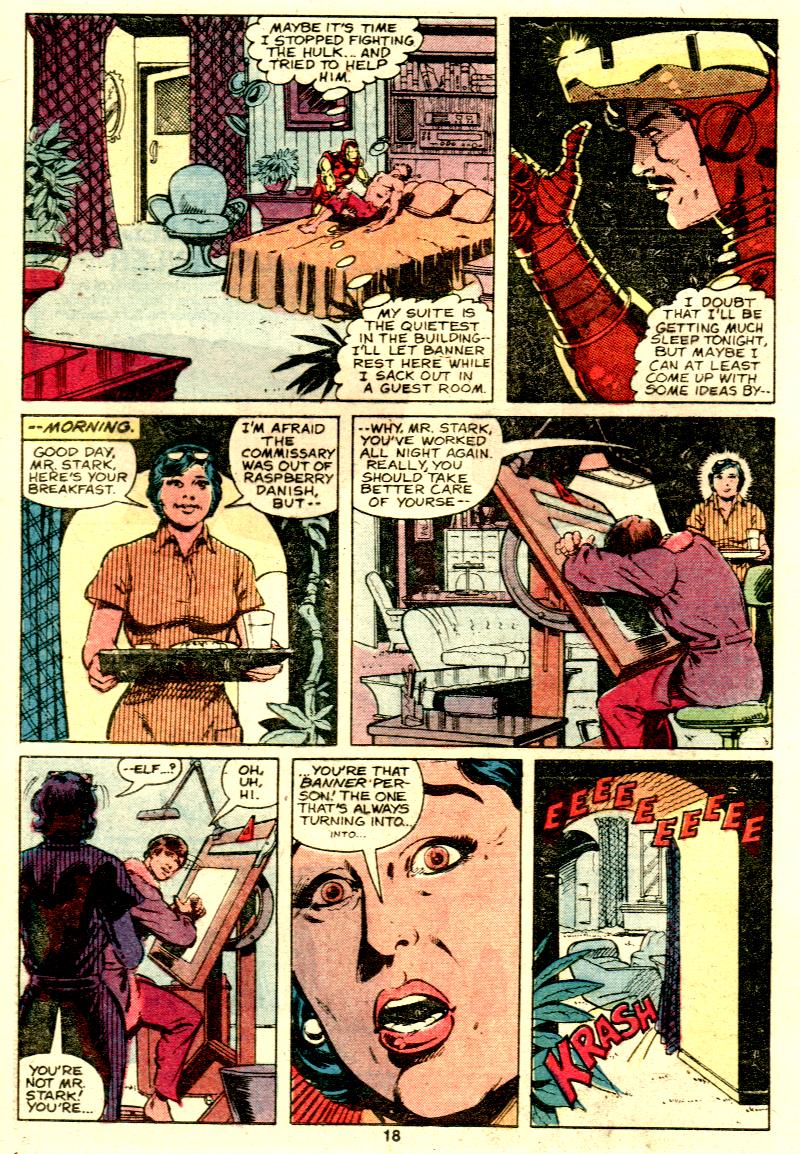 MAYBE IT'S TIME
I STOPPED FIGHTING
THE HULK... AND
TRIED TO HELP
HIM.
MY SUITE IS
THE QUIETEST
IN THE BUILDING--
I'LL LET BANNER
REST HERE WHILE
I SACK OUT IN
A GUEST ROOM.
I DOUBT
THAT I'LL BE
GETTING MUCH
SLEEP TONIGHT,
BUT MAYBE I
CAN AT LEAST
COME UP WITH
SOME IDEAS BY--
--MORNING.
GOOD DAY,
MR. STARK,
HERE'S YOUR
BREAKFAST.
I'M AFRAID
THE
COMMISSARY
WAS OUT OF
RASPBERRY
DANISH,
BUT--
--WHY, MR. STARK,
YOU'VE WORKED
ALL NIGHT AGAIN.
REALLY, YOU
SHOULD TAKE
BETTER CARE
OF YOURSE--
--ELF...?
OH,
UH,
HI.
YOU'RE
NOT MR.
STARK!
YOU'RE...
...YOU'RE THAT
BANNER PER-
SON! THE ONE
THAT'S ALWAYS
TURNING INTO...
INTO...
EEEEEEEEE
KRASH
18